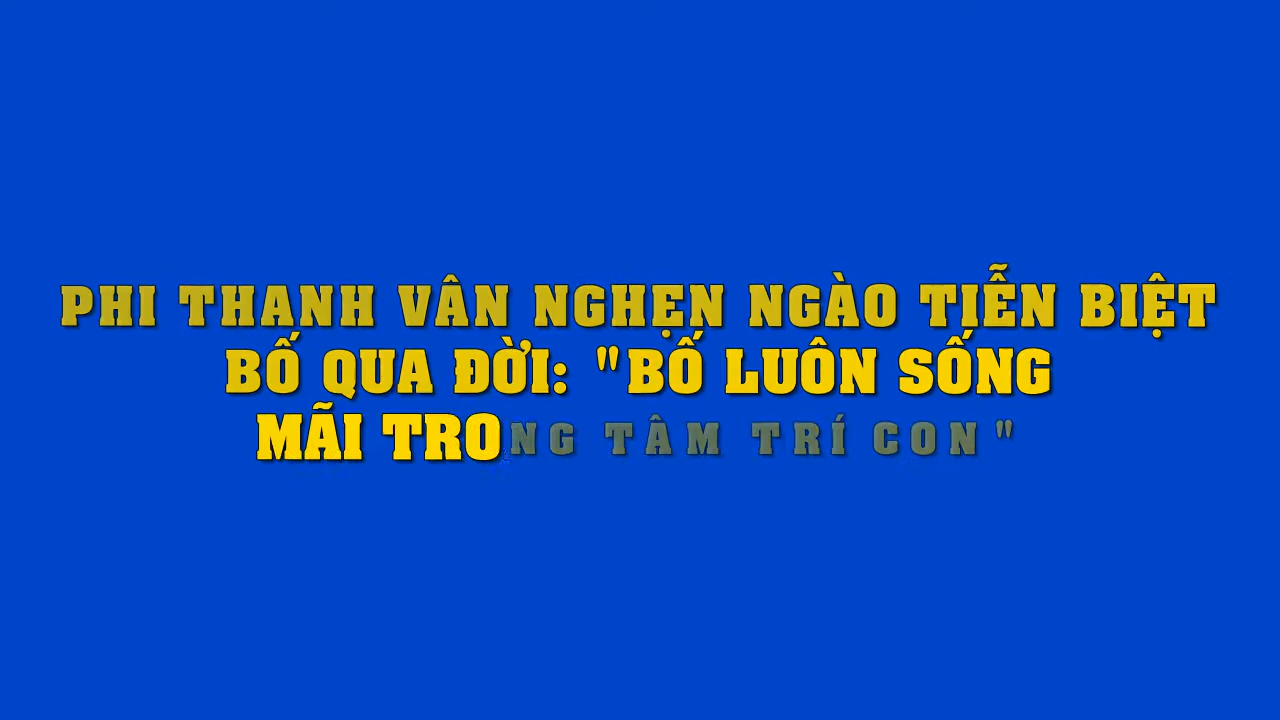 PHI THANH VÂN NGHẸN NGÀO TIỄN BIỆT
BỐ QUA ĐỜI: "BỐ LUÔN SỐNG
MÃI TRONG TÂM TRÍ CON"